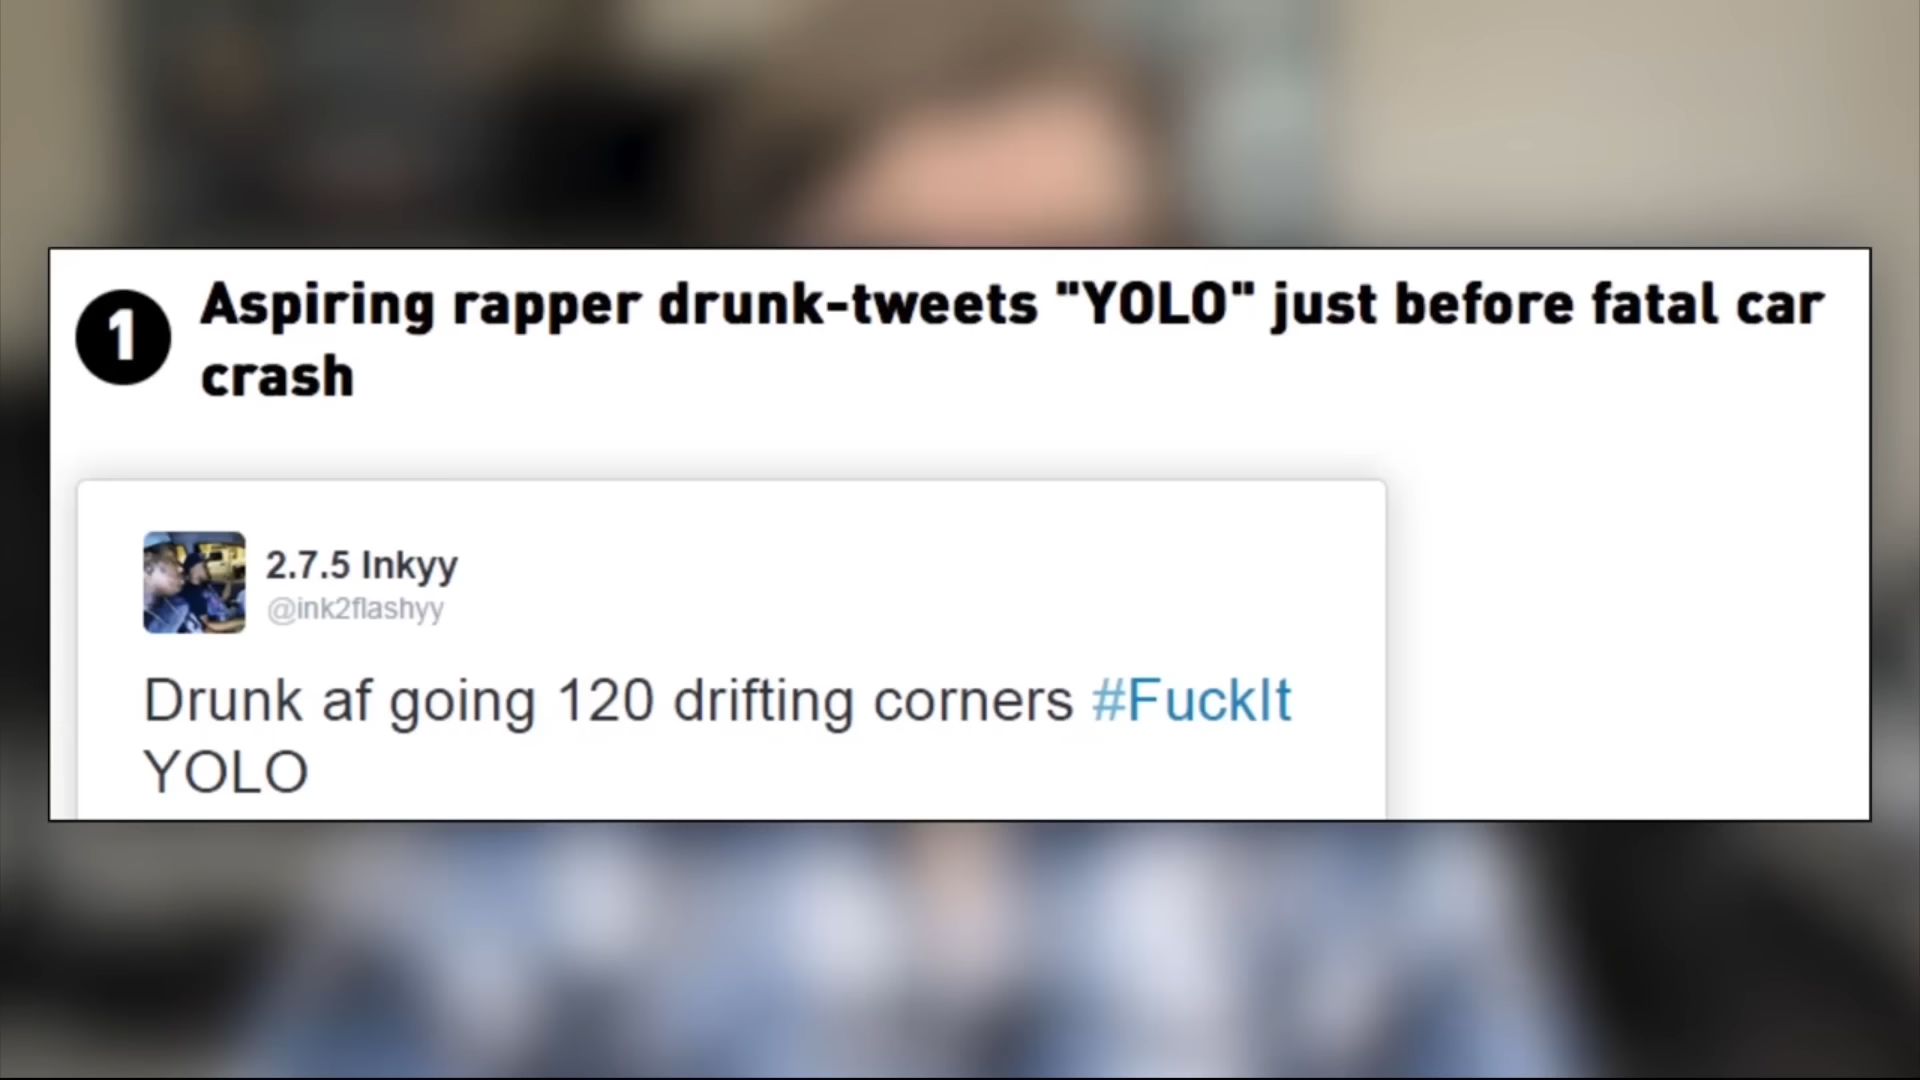 1
Aspiring rapper drunk-tweets "YOLO" just before fatal car
crash
2.7.5 Inkyy
@ink2flashyy
Drunk af going 120 drifting corners #FuckIt
YOLO